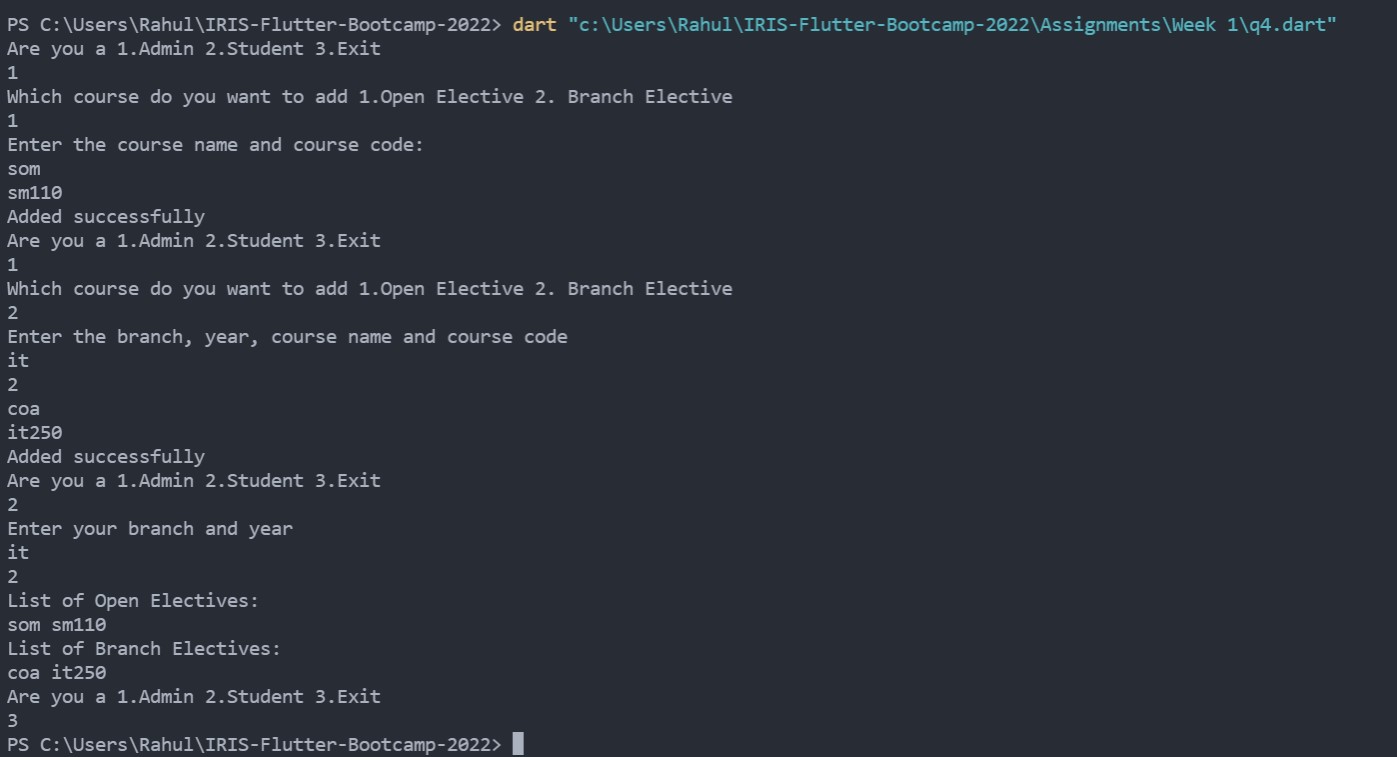 PS C:\Users\Rahul\IRIS-Flutter-Bootcamp-2022> dart "c:\Users\Rahul\IRIS-Flutter-Bootcamp-2022\Assignments\Week 1\q4.dart"
Are you a 1.Admin 2.Student 3.Exit
1
Which course do you want to add 1.Open Elective 2. Branch Elective
1
Enter the course name and course code:
som
sm110
Added successfully
Are you a 1.Admin 2.Student 3.Exit
1
Which course do you want to add 1.Open Elective 2. Branch Elective
2
Enter the branch, year, course name and course code
it
2
coa
it250
Added successfully
Are you a 1.Admin 2.Student 3.Exit
2
Enter your branch and year
it
2
List of Open Electives:
som sm110
List of Branch Electives:
coa it250
Are you a 1.Admin 2.Student 3.Exit
3
PS C:\Users\Rahul\IRIS-Flutter-Bootcamp-2022>